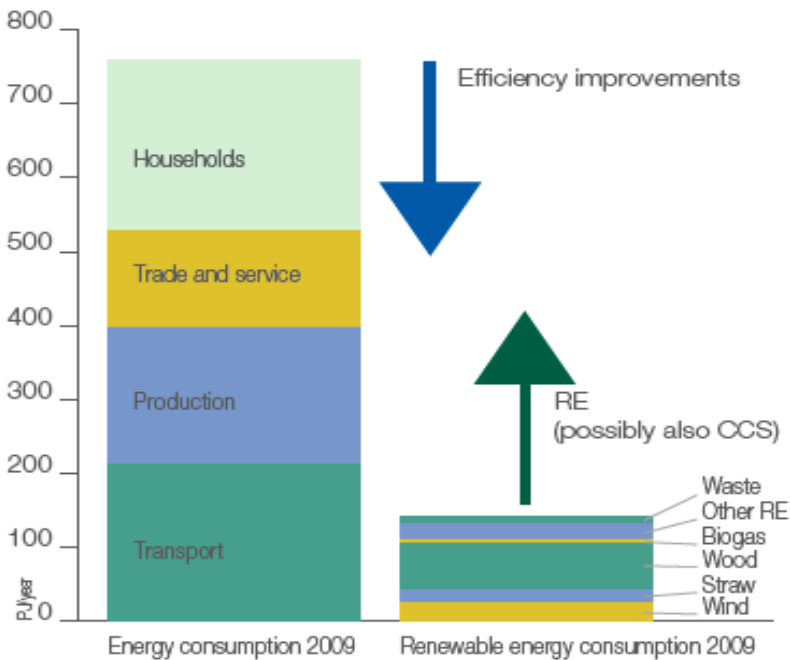 800
700
600
500
400
300
200
100
0
PJ/year
Households
Trade and service
Production
Transport
Energy consumption 2009
Efficiency improvements
RE
(possibly also CCS)
Waste
Other RE
Biogas
Wood
Straw
Wind
Renewable energy consumption 2009